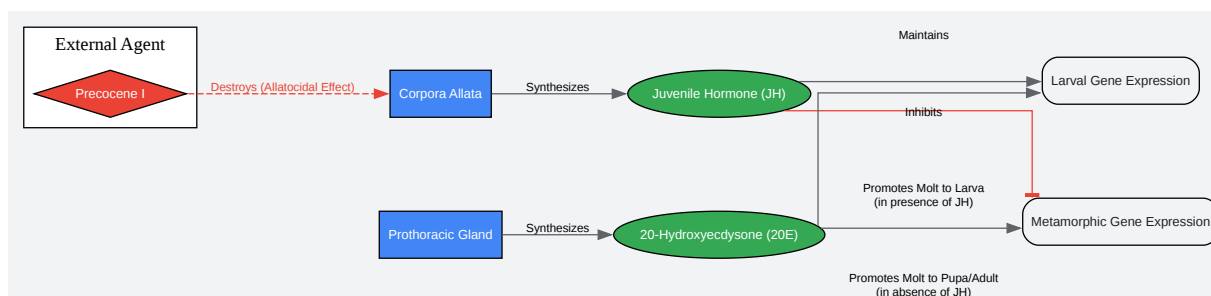 External Agent
Precocene I
Destroys (Allatocidal Effect)
Corpora Allata
Synthesizes
Juvenile Hormone (JH)
Maintains
Larval Gene Expression
Inhibits
Prothoracic Gland
Synthesizes
20-Hydroxyecdysone (20E)
Promotes Molt to Larva
(in presence of JH)
Metamorphic Gene Expression
Promotes Molt to Pupa/Adult
(in absence of JH)